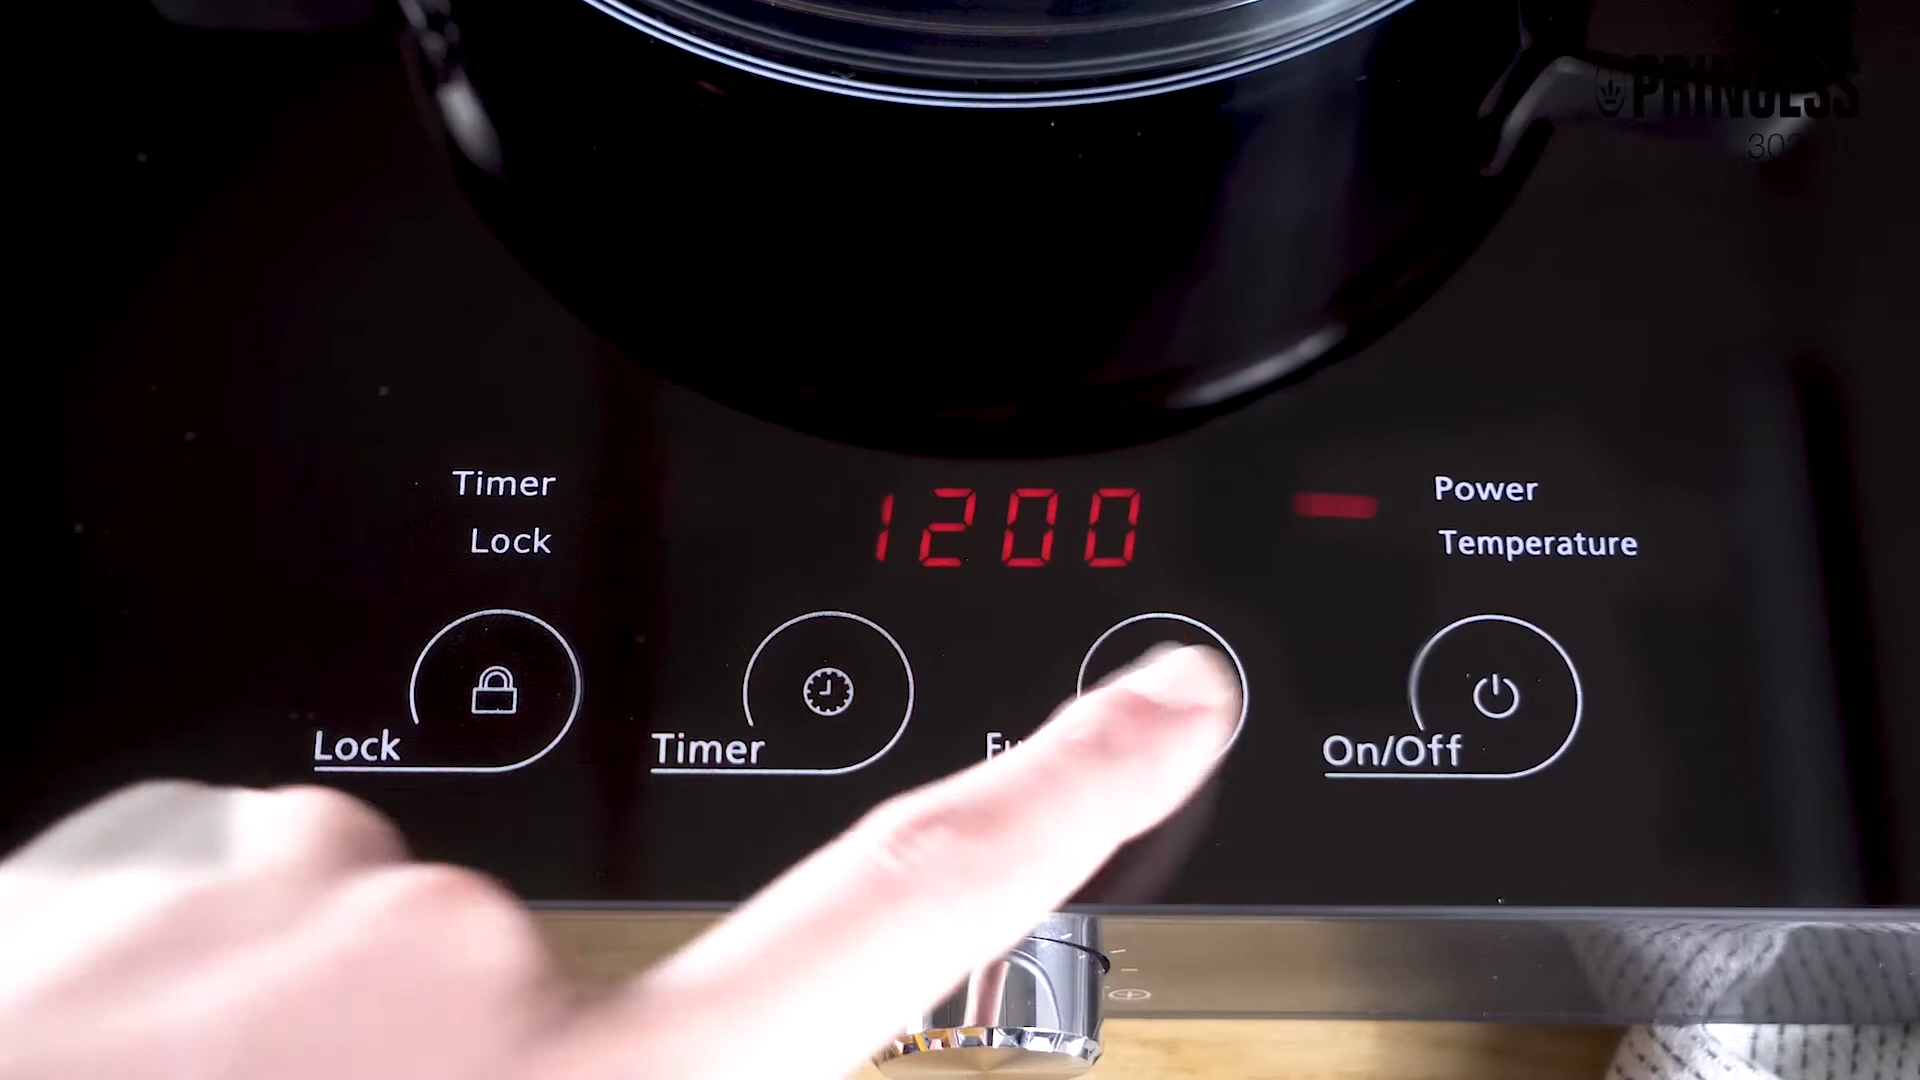 PRINCESS
Timer
Lock
1200
Power
Temperature
Lock
Timer
On/Off